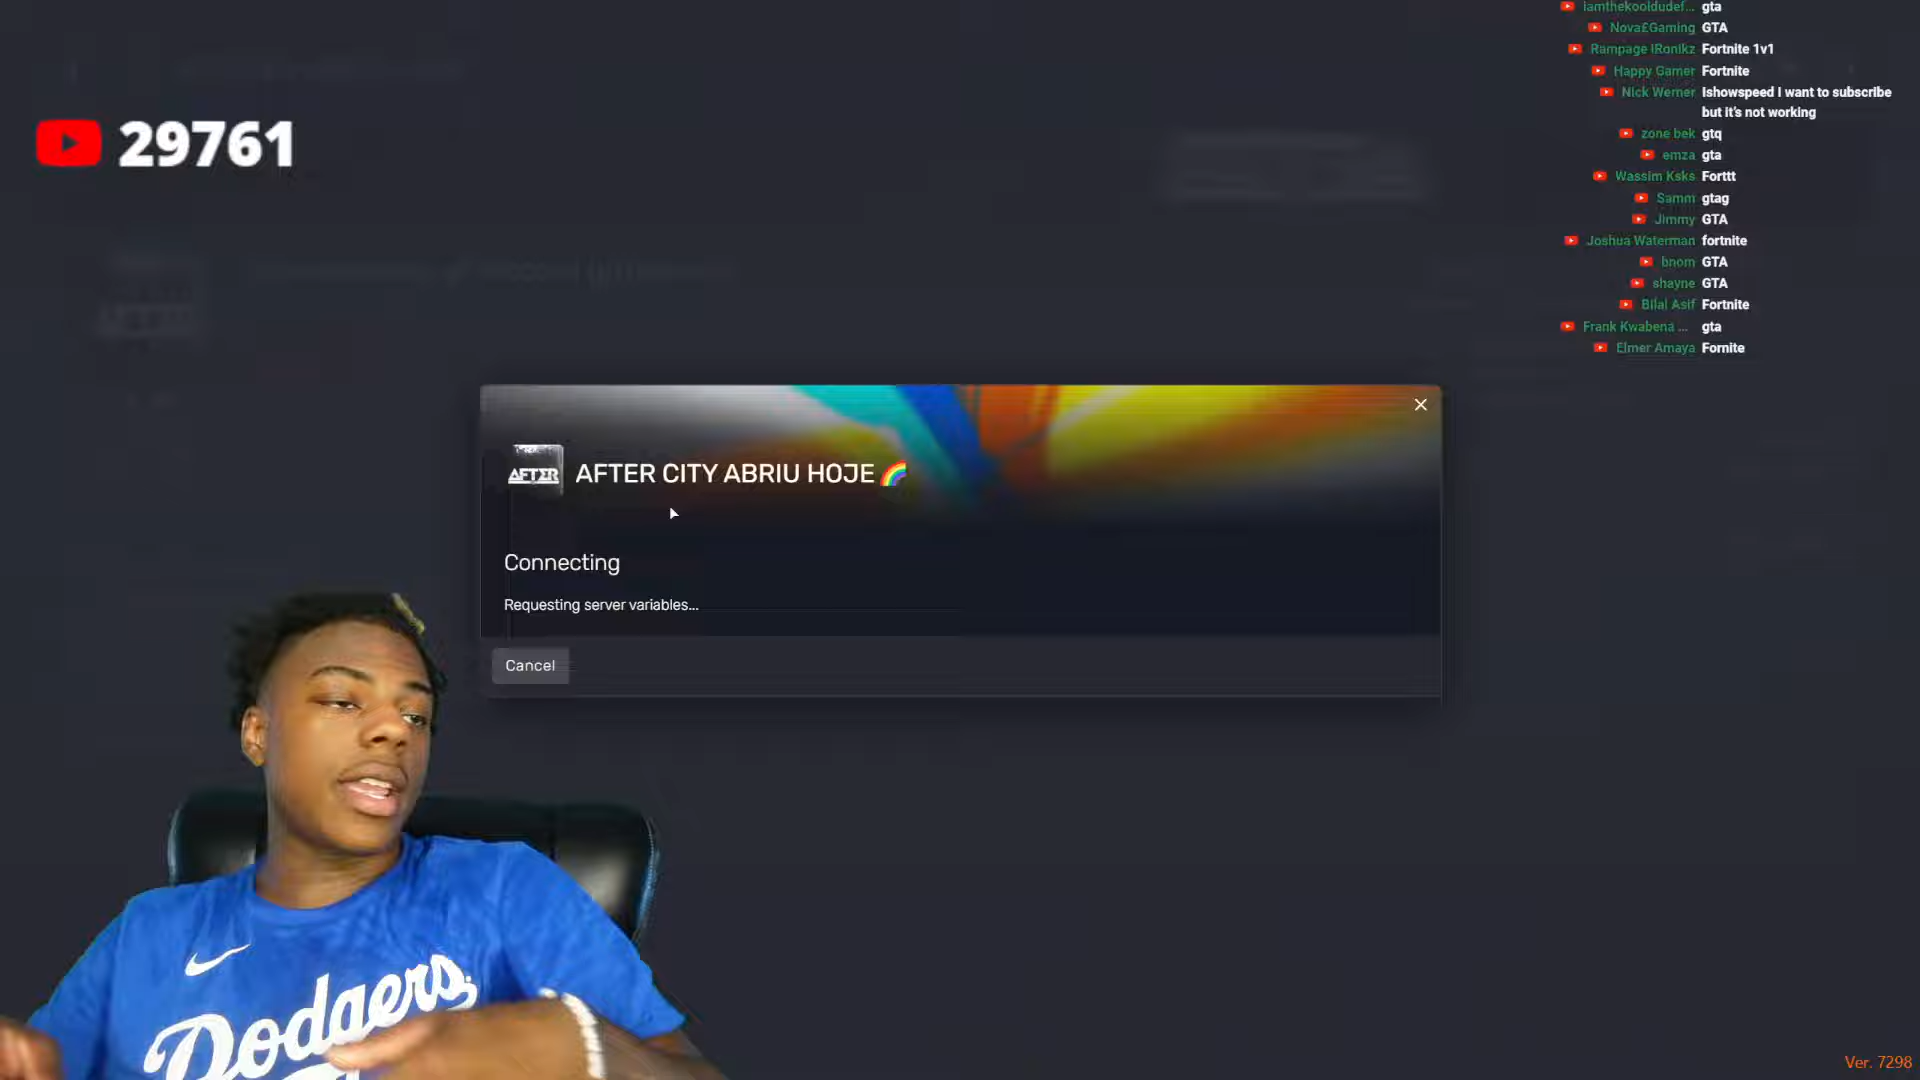 29761
iamthekooldudef... gta
Nova£Gaming GTA
Rampage IRonikz Fortnite 1v1
Happy Gamer Fortnite
Nick Werner Ishowspeed I want to subscribe
but it's not working
zone bek gtq
emza gta
Wassim Ksks Forttt
Samm gtag
Jimmy GTA
Joshua Waterman fortnite
bnom GTA
shayne GTA
Bilal Asif Fortnite
Frank Kwabena ... gta
Elmer Amaya Fornite
AFTER
AFTER CITY ABRIU HOJE 🌈
Connecting
Requesting server variables...
Cancel
Dodgers
Ver. 7298